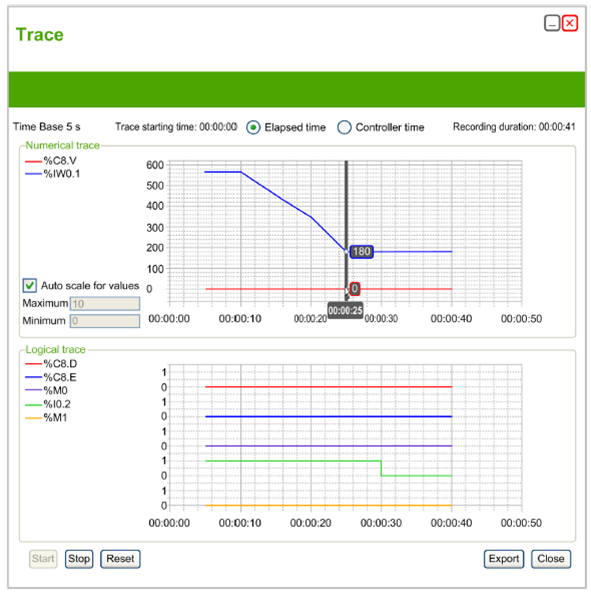 Trace
Time Base 5 s Trace starting time: 00:00:00 Elapsed time Controller time Recording duration: 00:00:41
Numerical trace
%C8.V
%IW0.1
600
500
400
300
200
100
0
180
0
00:00:25
Auto scale for values
Maximum 10
Minimum 0
00:00:00 00:00:10 00:00:20 00:00:30 00:00:40 00:00:50
Logical trace
%C8.D
%C8.E
%M0
%I0.2
%M1
1
0
1
0
1
0
1
0
1
0
00:00:00 00:00:10 00:00:20 00:00:30 00:00:40 00:00:50
Start Stop Reset Export Close